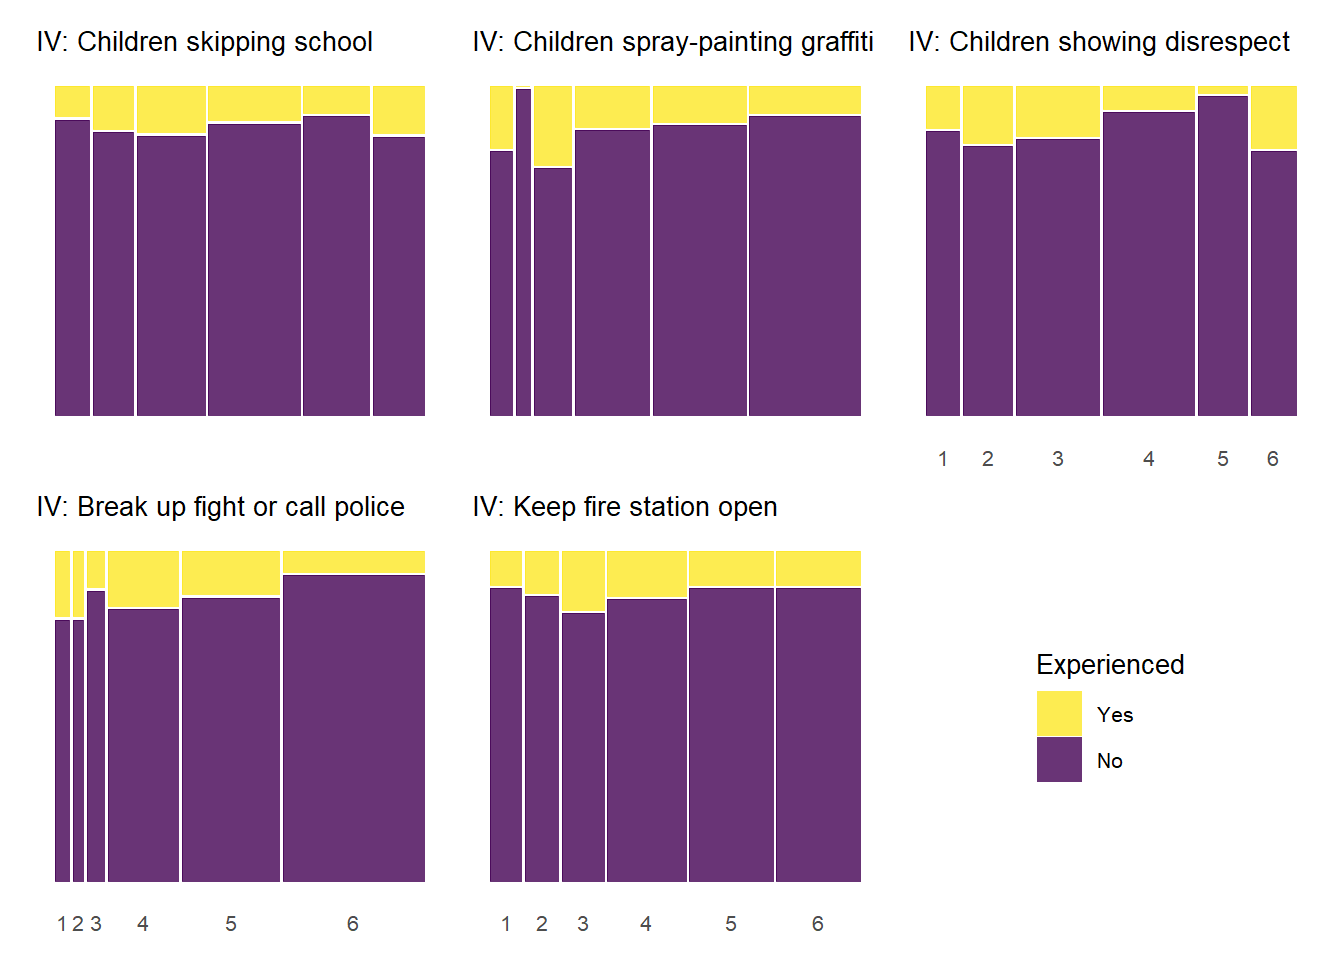 IV: Children skipping school
IV: Children spray-painting graffiti
IV: Children showing disrespect
1 2 3 4 5 6
IV: Break up fight or call police
IV: Keep fire station open
Experienced
Yes
No
1 2 3 4 5 6
1 2 3 4 5 6